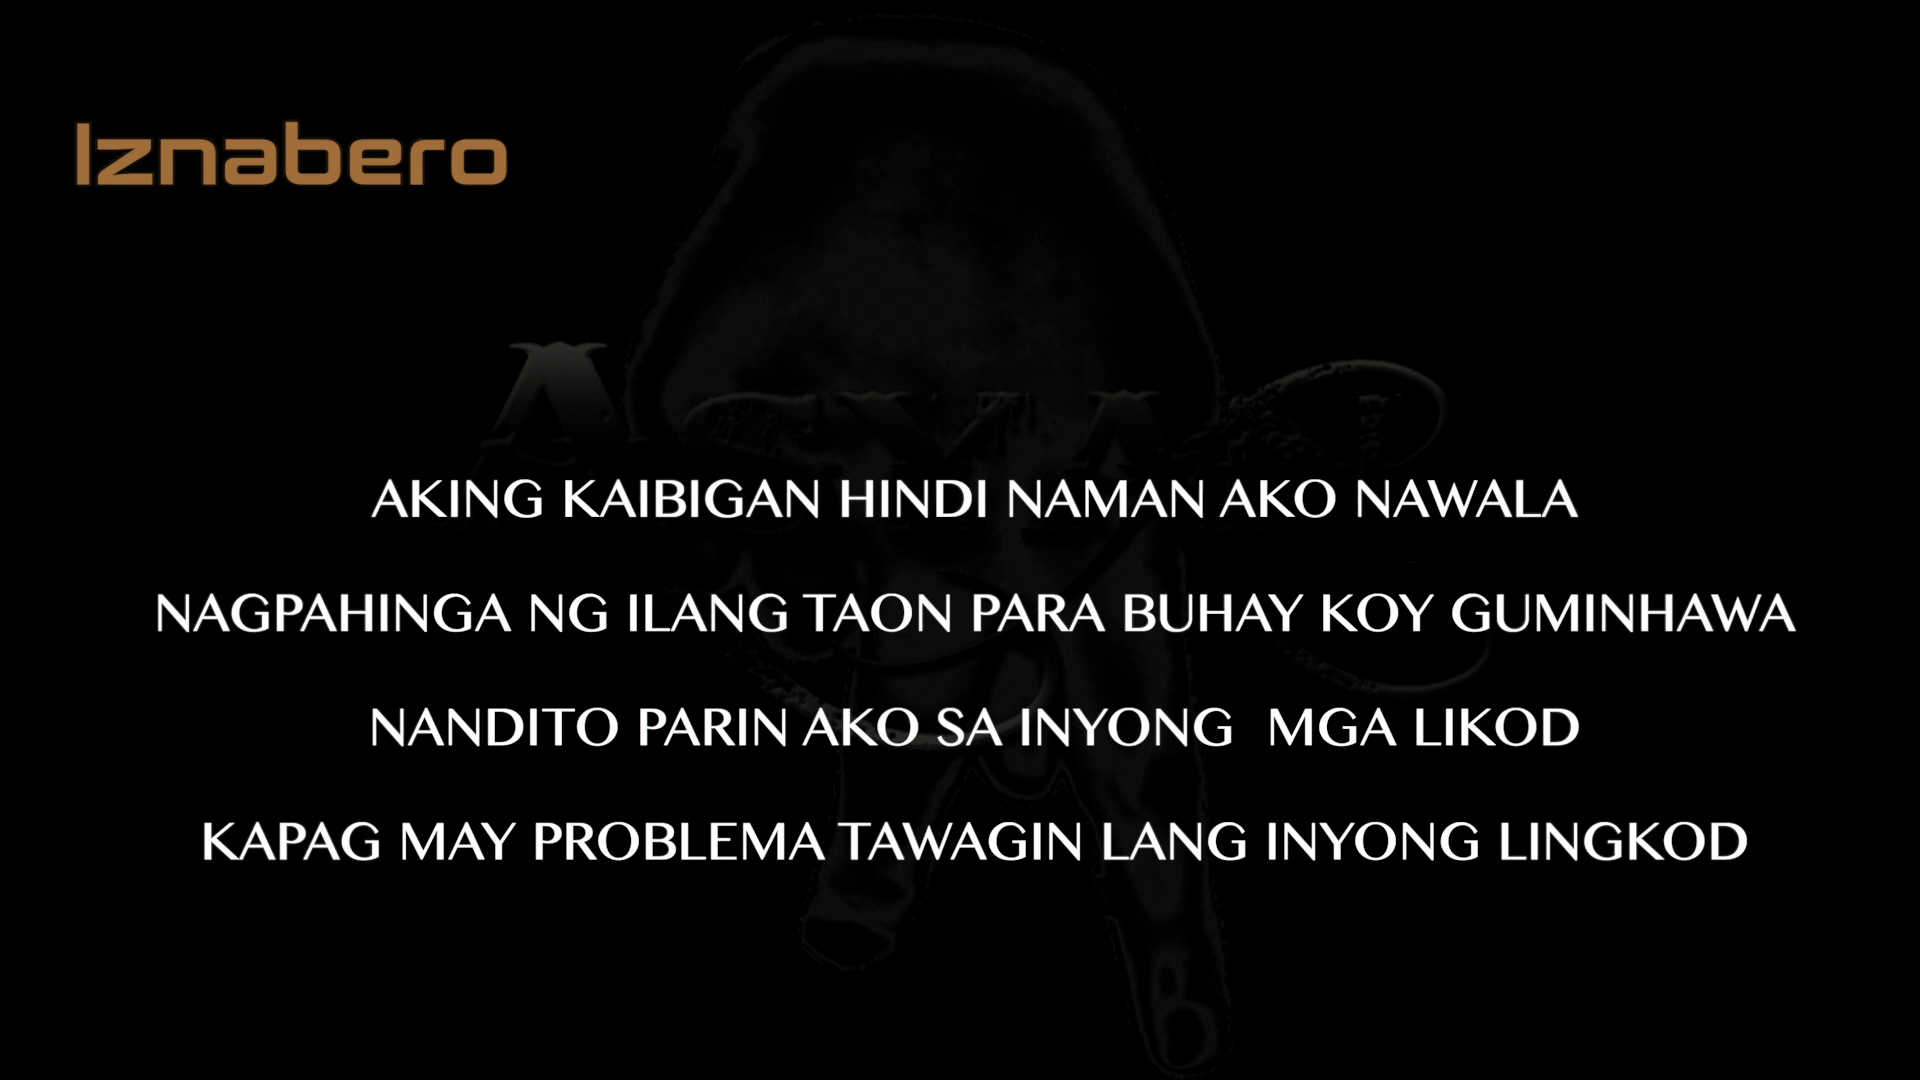 Iznabero
AKING KAIBIGAN HINDI NAMAN AKO NAWALA
NAGPAHINGA NG ILANG TAON PARA BUHAY KOY GUMINHAWA
NANDITO PARIN AKO SA INYONG  MGA LIKOD
KAPAG MAY PROBLEMA TAWAGIN LANG INYONG LINGKOD